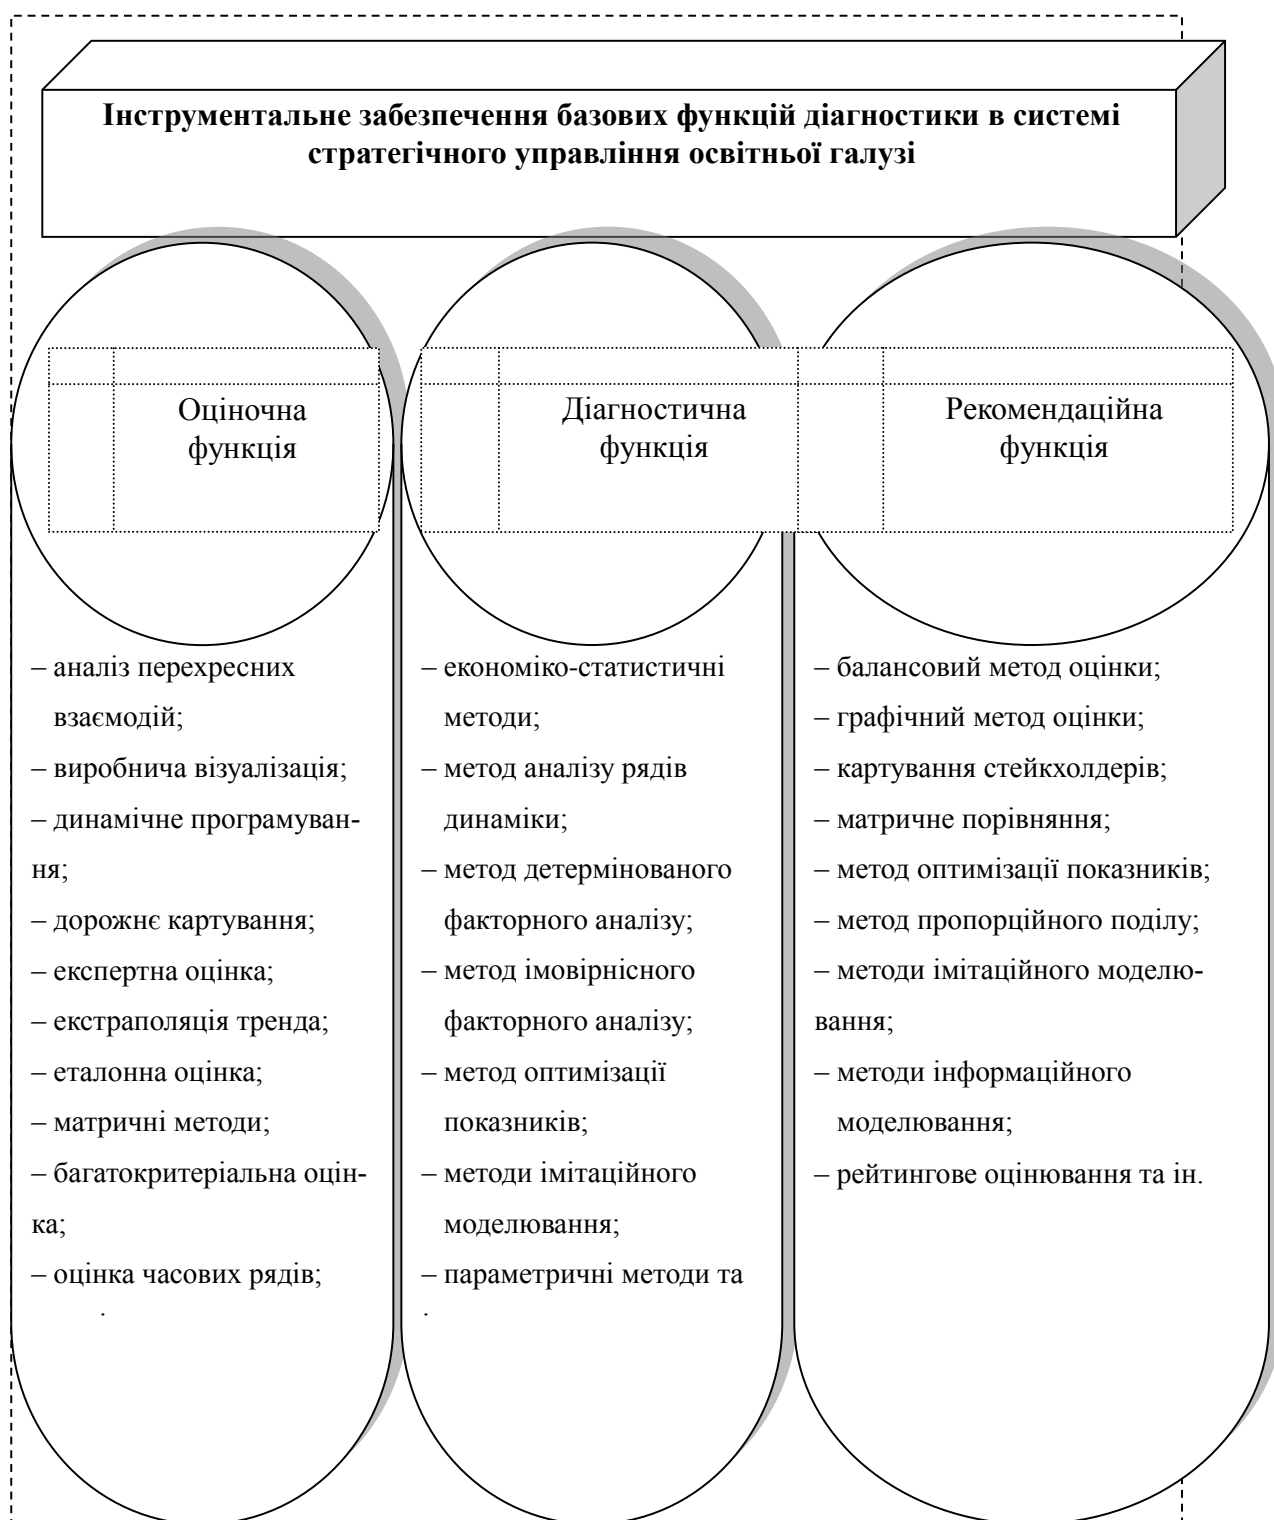 Інструментальне забезпечення базових функцій діагностики в системі
стратегічного управління освітньої галузі
Оціночна
функція
– аналіз перехресних
взаємодій;
– виробнича візуалізація;
– динамічне програмуван-
ня;
– дорожнє картування;
– експертна оцінка;
– екстраполяція тренда;
– еталонна оцінка;
– матричні методи;
– багатокритеріальна оцін-
ка;
– оцінка часових рядів;
Діагностична
функція
– економіко-статистичні
методи;
– метод аналізу рядів
динаміки;
– метод детермінованого
факторного аналізу;
– метод імовірнісного
факторного аналізу;
– метод оптимізації
показників;
– методи імітаційного
моделювання;
– параметричні методи та
Рекомендаційна
функція
– балансовий метод оцінки;
– графічний метод оцінки;
– картування стейкхолдерів;
– матричне порівняння;
– метод оптимізації показників;
– метод пропорційного поділу;
– методи імітаційного моделю-
вання;
– методи інформаційного
моделювання;
– рейтингове оцінювання та ін.